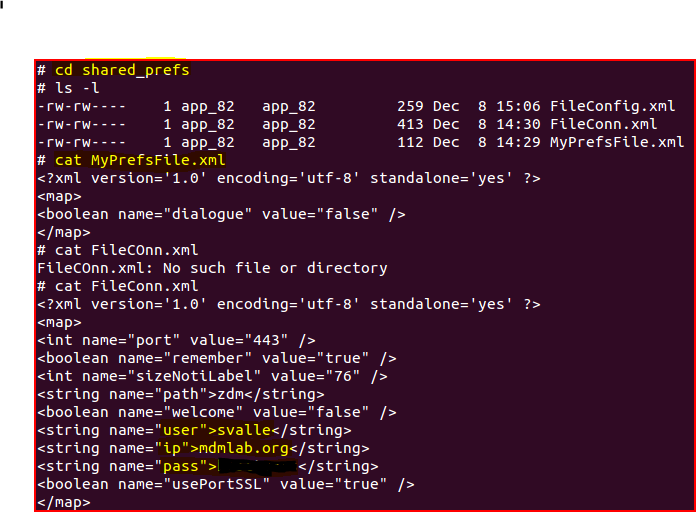 # cd shared_prefs
# ls -l
-rw-rw---- 1 app_82 app_82 259 Dec 8 15:06 FileConfig.xml
-rw-rw---- 1 app_82 app_82 413 Dec 8 14:30 FileConn.xml
-rw-rw---- 1 app_82 app_82 112 Dec 8 14:29 MyPrefsFile.xml
# cat MyPrefsFile.xml
<?xml version='1.0' encoding='utf-8' standalone='yes' ?>
<map>
<boolean name="dialogue" value="false" />
</map>
# cat FileCOnn.xml
FileCOnn.xml: No such file or directory
# cat FileConn.xml
<?xml version='1.0' encoding='utf-8' standalone='yes' ?>
<map>
<int name="port" value="443" />
<boolean name="remember" value="true" />
<int name="sizeNotiLabel" value="76" />
<string name="path">zdm</string>
<boolean name="welcome" value="false" />
<string name="user">svalle</string>
<string name="ip">mdmlab.org</string>
<string name="pass"></string>
<boolean name="usePortSSL" value="true" />
</map>